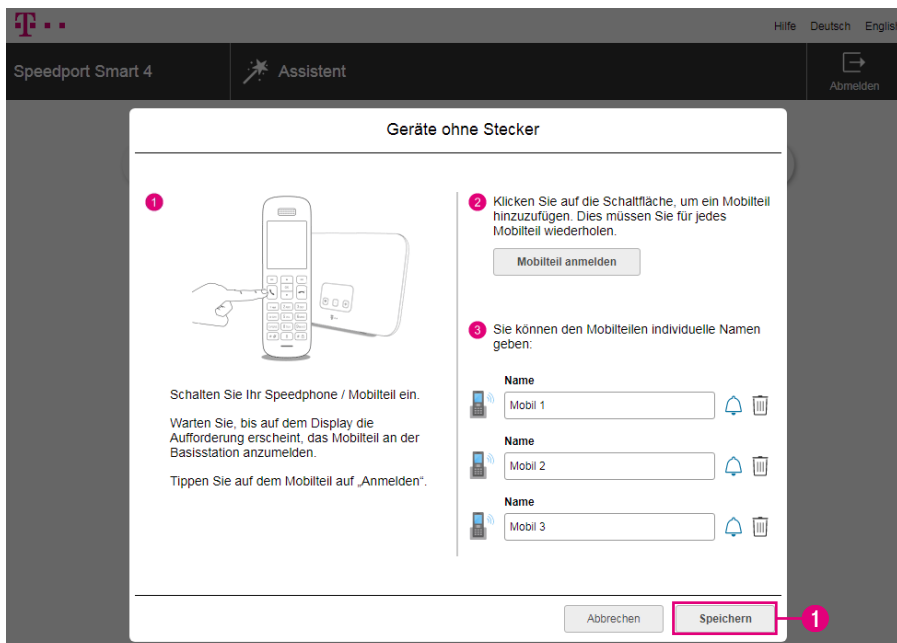 T
Hilfe Deutsch Englis
Speedport Smart 4
Assistent
Abmelden
Geräte ohne Stecker
1
Schalten Sie Ihr Speedphone / Mobilteil ein.
Warten Sie, bis auf dem Display die
Aufforderung erscheint, das Mobilteil an der
Basisstation anzumelden.
Tippen Sie auf dem Mobilteil auf „Anmelden“.
2 Klicken Sie auf die Schaltfläche, um ein Mobilteil
hinzuzufügen. Dies müssen Sie für jedes
Mobilteil wiederholen.
Mobilteil anmelden
3 Sie können den Mobilteilen individuelle Namen
geben:
Name
Mobil 1
Name
Mobil 2
Name
Mobil 3
Abbrechen
Speichern
1